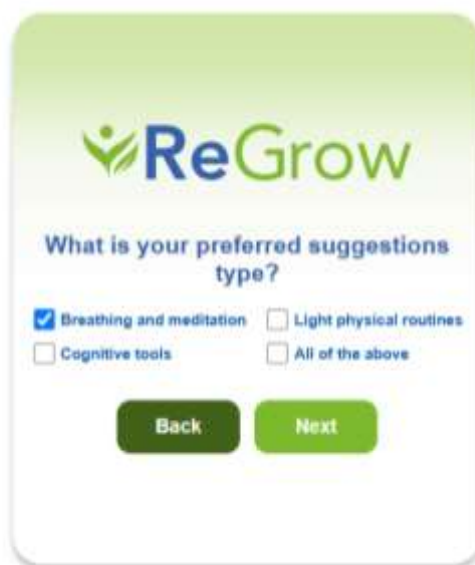 ReGrow
What is your preferred suggestions
type?
Breathing and meditation Light physical routines
Cognitive tools All of the above
Back Next